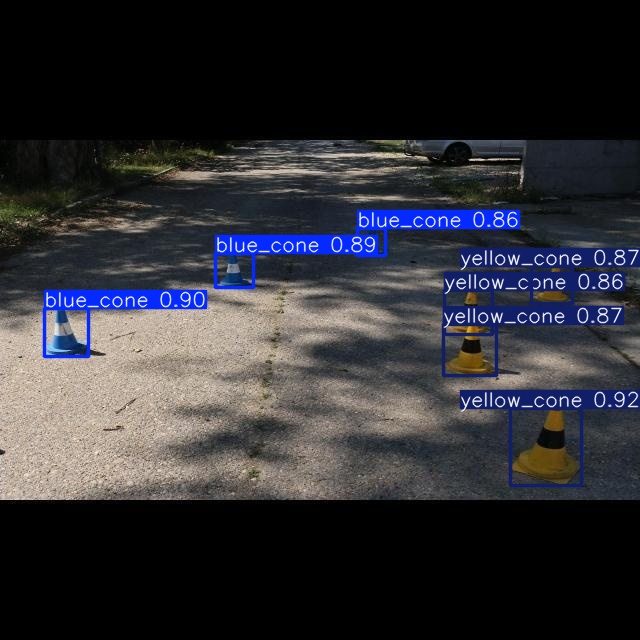 blue_cone 0.86
blue_cone 0.89
yellow_cone 0.87
yellow_cone 0.86
blue_cone 0.90
yellow_cone 0.87
yellow_cone 0.92